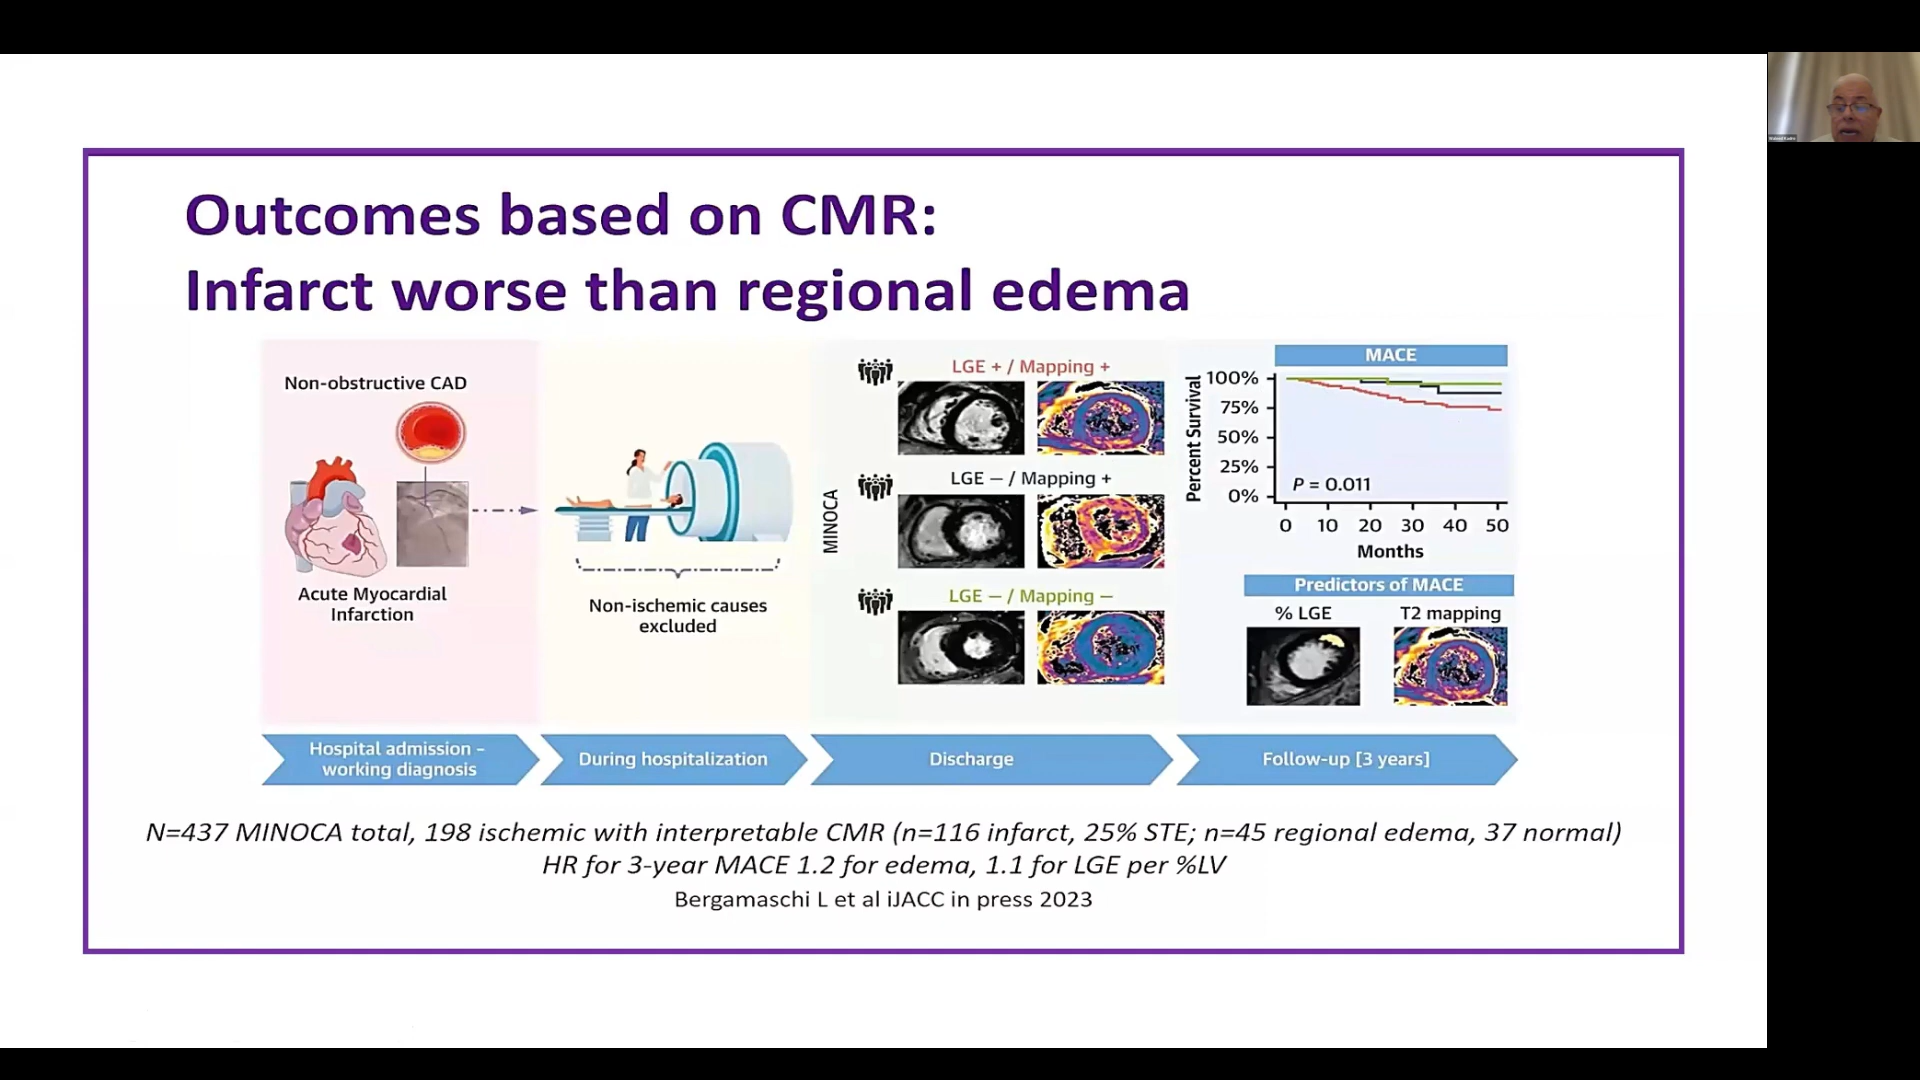 Outcomes based on CMR:
Infarct worse than regional edema
Non-obstructive CAD
Acute Myocardial
Infarction
Non-ischemic causes
excluded
MINOCA
LGE + / Mapping +
LGE – / Mapping +
LGE – / Mapping –
MACE
Percent Survival
100%
75%
50%
25%
0%
P = 0.011
0 10 20 30 40 50
Months
Predictors of MACE
% LGE
T2 mapping
Hospital admission –
working diagnosis
During hospitalization
Discharge
Follow-up [3 years]
N=437 MINOCA total, 198 ischemic with interpretable CMR (n=116 infarct, 25% STE; n=45 regional edema, 37 normal)
HR for 3-year MACE 1.2 for edema, 1.1 for LGE per %LV
Bergamaschi L et al iJACC in press 2023